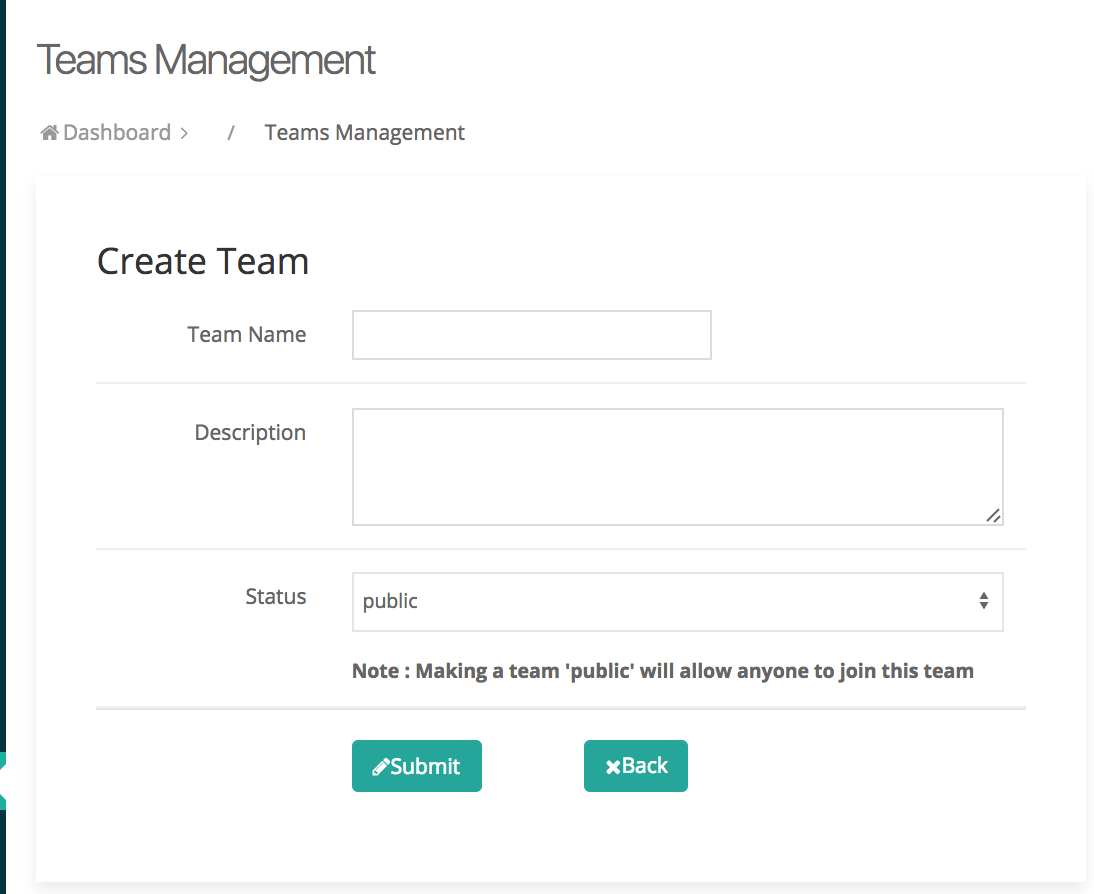 Teams Management
Dashboard > / Teams Management
Create Team
Team Name
Description
Status
public
Note : Making a team 'public' will allow anyone to join this team
Submit
Back